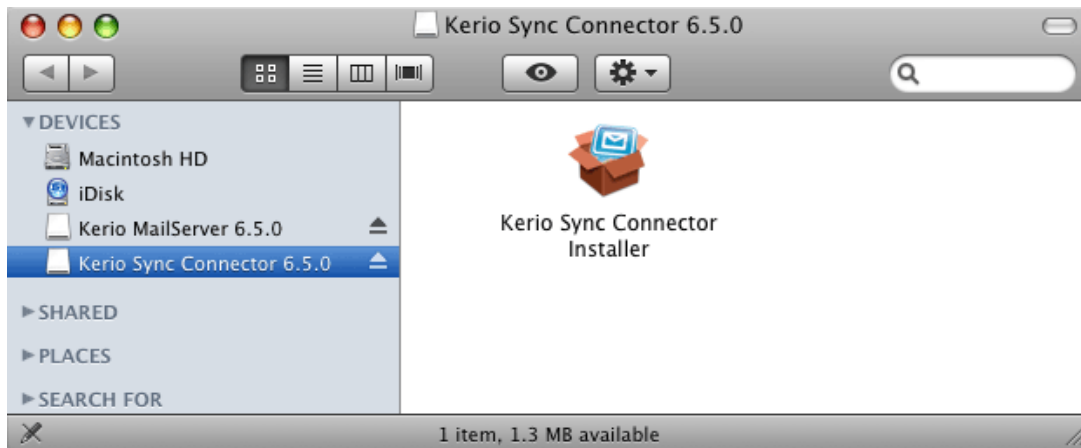 Kerio Sync Connector 6.5.0
DEVICES
Macintosh HD
iDisk
Kerio MailServer 6.5.0
Kerio Sync Connector 6.5.0
SHARED
PLACES
SEARCH FOR
Kerio Sync Connector
Installer
1 item, 1.3 MB available